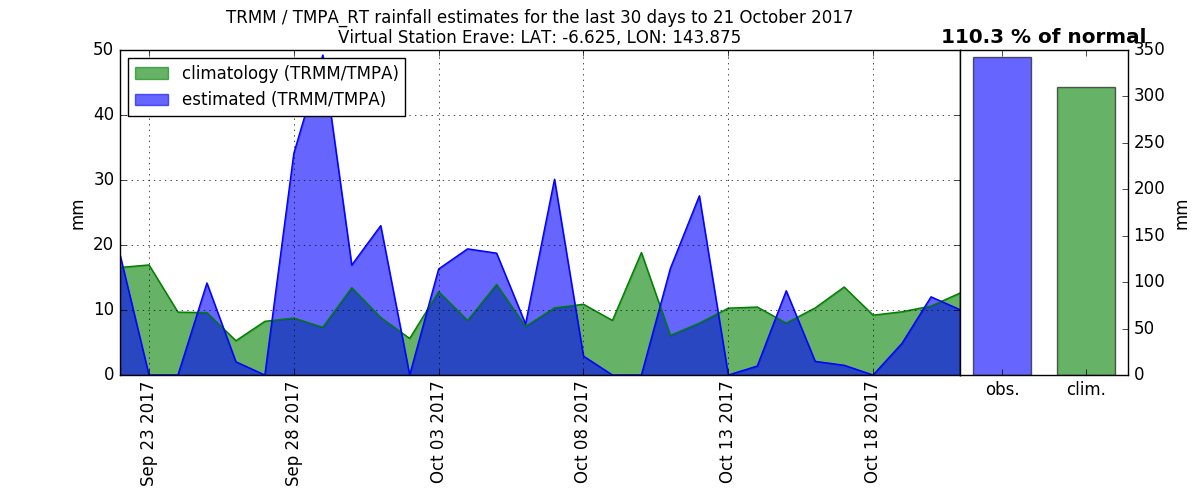 TRMM / TMPA_RT rainfall estimates for the last 30 days to 21 October 2017
Virtual Station Erave: LAT: -6.625, LON: 143.875
110.3 % of normal
climatology (TRMM/TMPA)
estimated (TRMM/TMPA)
50
40
30
20
10
0
mm
350
300
250
200
150
100
50
0
mm
Sep 23 2017
Sep 28 2017
Oct 03 2017
Oct 08 2017
Oct 13 2017
Oct 18 2017
obs.
clim.